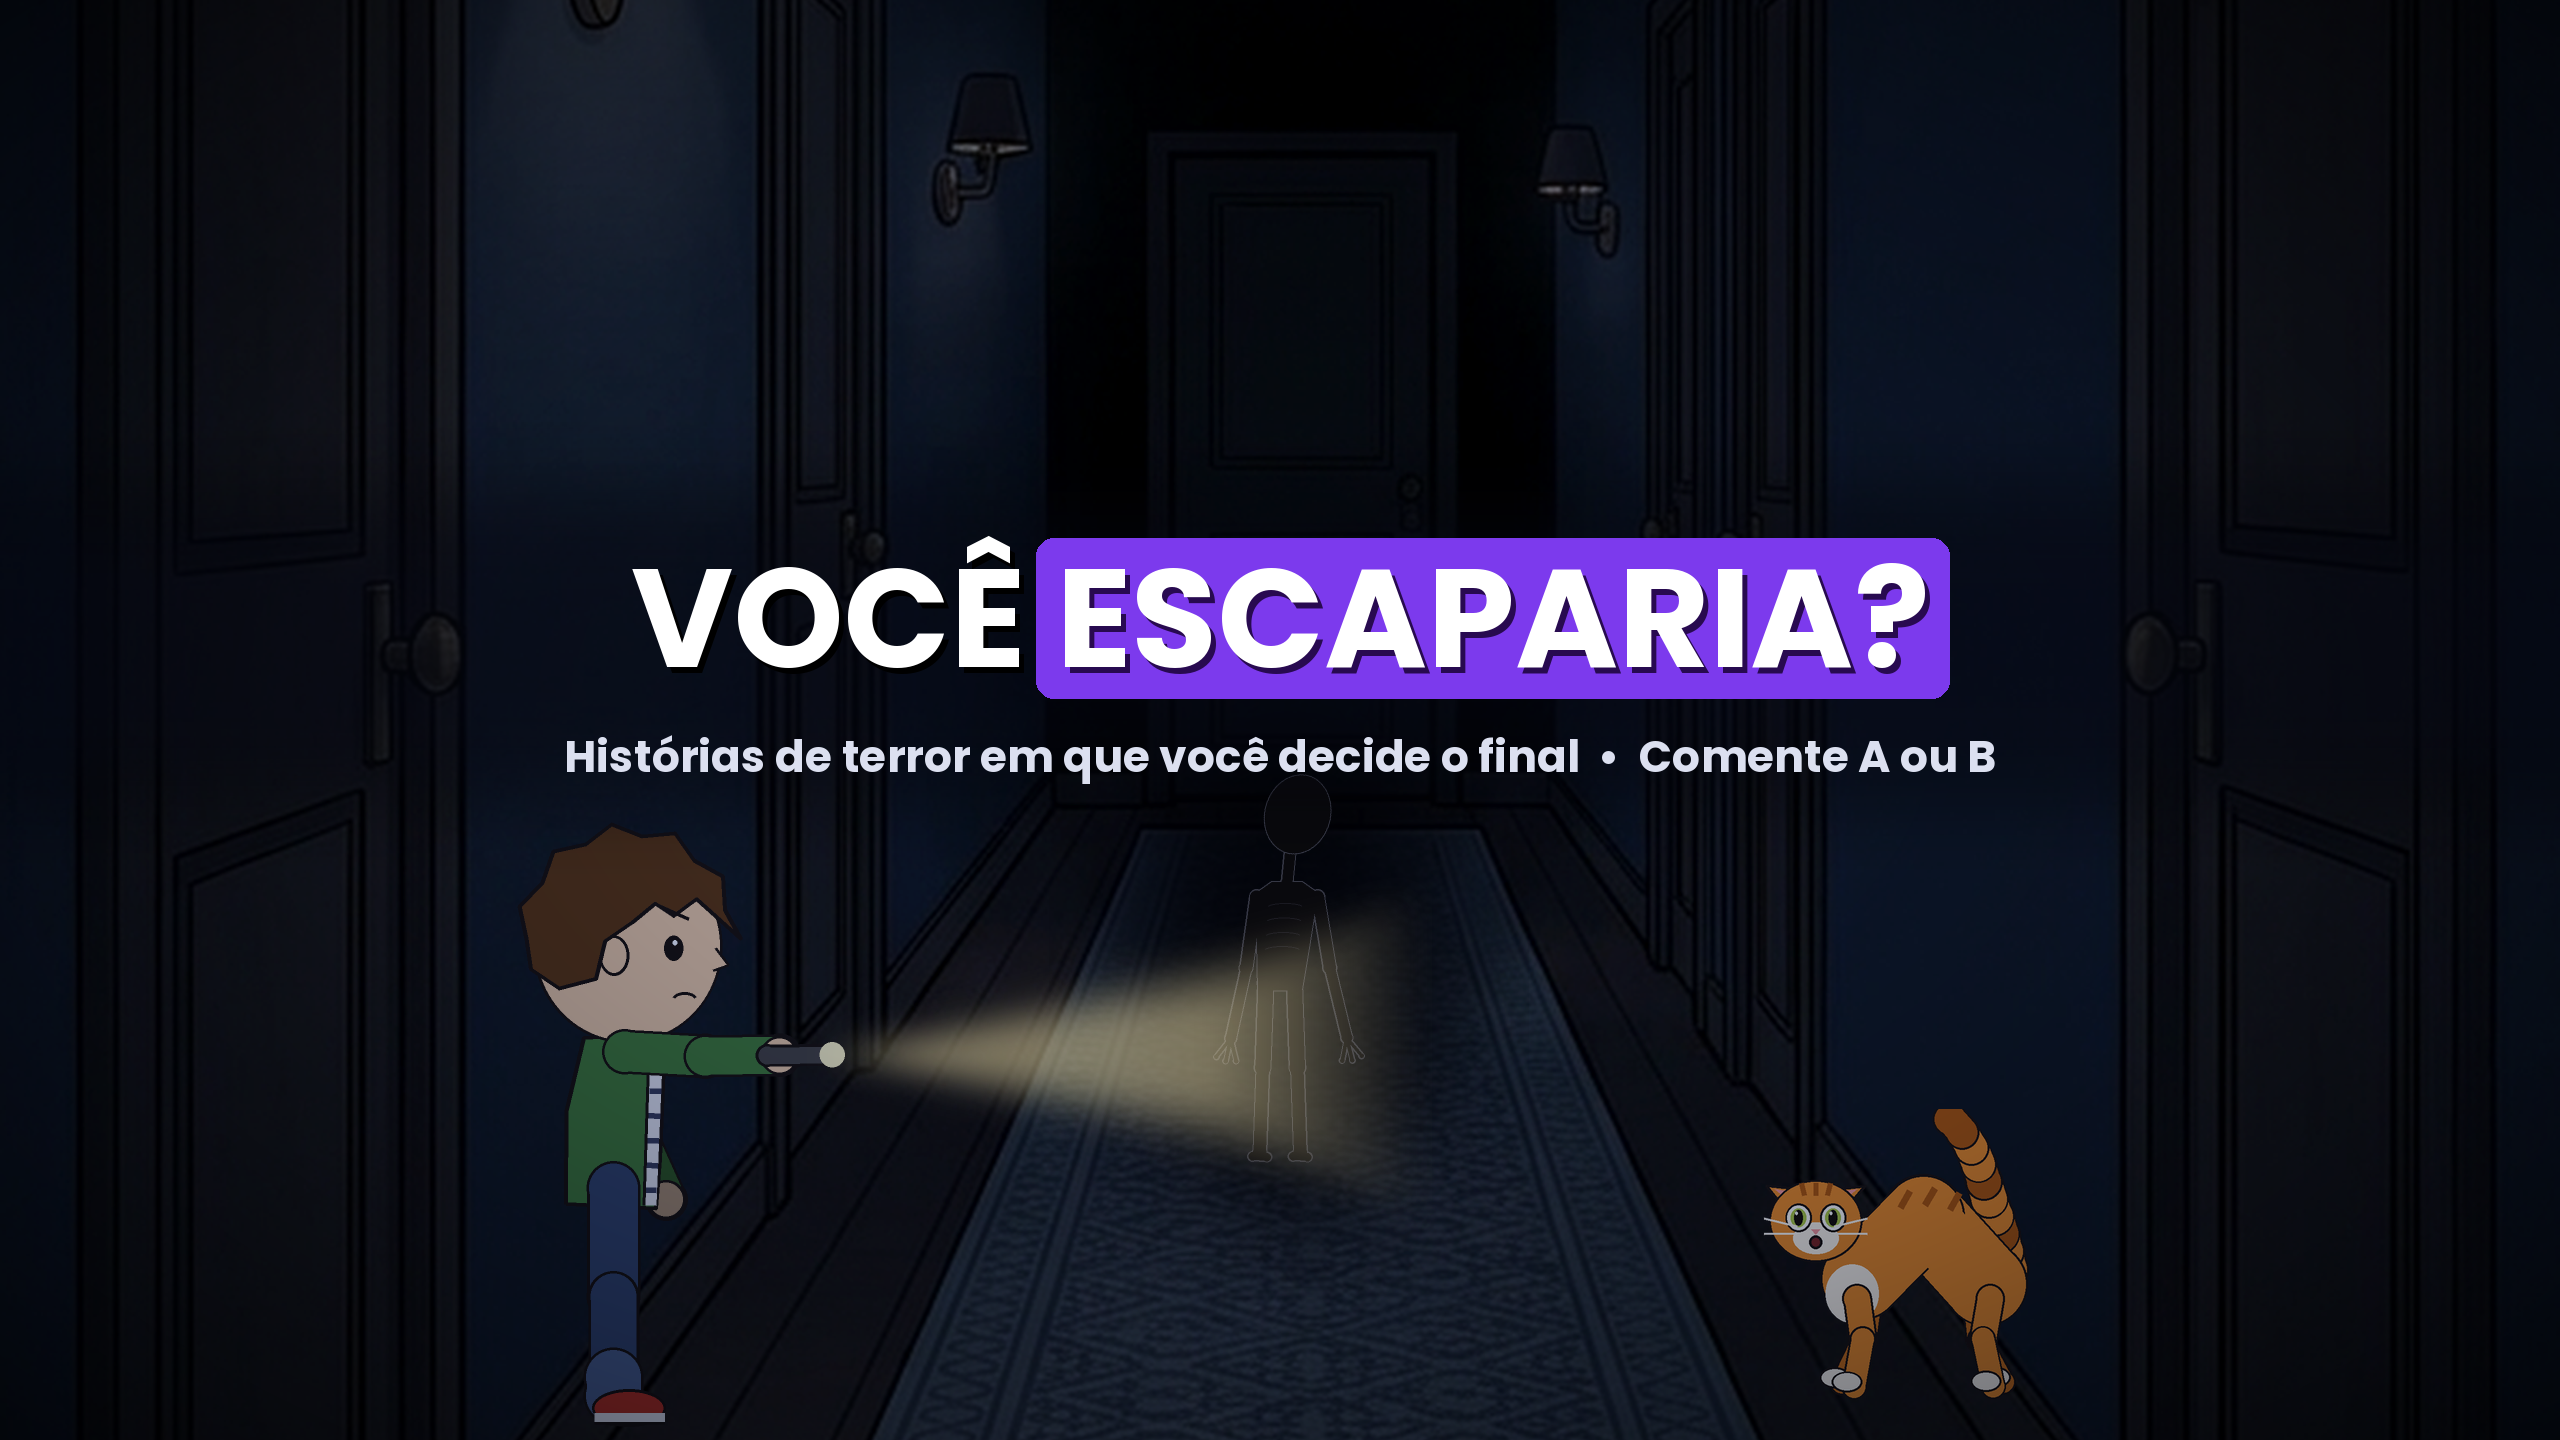 VOCÊ ESCAPARIA?
Histórias de terror em que você decide o final • Comente A ou B